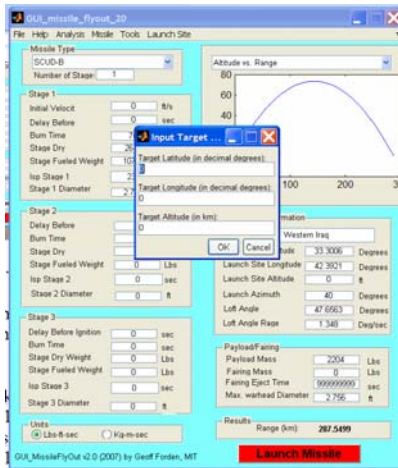 GUI_missile_flyout_20
File Help Analysis Missile Tools Launch Site
Missile Type
SCUD-B
Number of Stage: 1
Altitude vs. Range
80
60
40
100 200
Stage 1
Initial Velocit 0 ft/s
Delay Before 0 sec
Burn Time
Stage Dry
Stage Fueled Weight
Isp Stage 1
Stage 1 Diameter
Input Target ...
Target Latitude (in decimal degrees):
Target Longitude (in decimal degrees):
0
Target Altitude (in km):
0
OK Cancel
Stage 2
Delay Before
Burn Time
Stage Dry
Stage Fueled Weight 0 Lbs
Isp Stage 2 0 sec
Stage 2 Diameter 0 ft
Western Iraq
33.3006 Degrees
Launch Site Longitude 42.3921 Degrees
Launch Site Altitude 0 ft
Launch Azimuth 40 Degrees
Loft Angle 47.6563 Degrees
Loft Angle Rage 1.348 Deg/sec
Stage 3
Delay Before Ignition 0 sec
Burn Time 0 sec
Stage Dry Weight 0 Lbs
Stage Fueled Weight 0 Lbs
Isp Stage 3 0 sec
Stage 3 Diameter 0 ft
Payload/Fairing
Payload Mass 2204 Lbs
Fairing Mass 0 Lbs
Fairing Eject Time 999999999 sec
Max. warhead Diameter 2.756 ft
Units
Lbs-ft-sec Kg-m-sec
Results
Range (km): 287.5499
GUI_MissileFlyOut v2.0 (2007) by Geoff Forden, MIT
Launch Missile